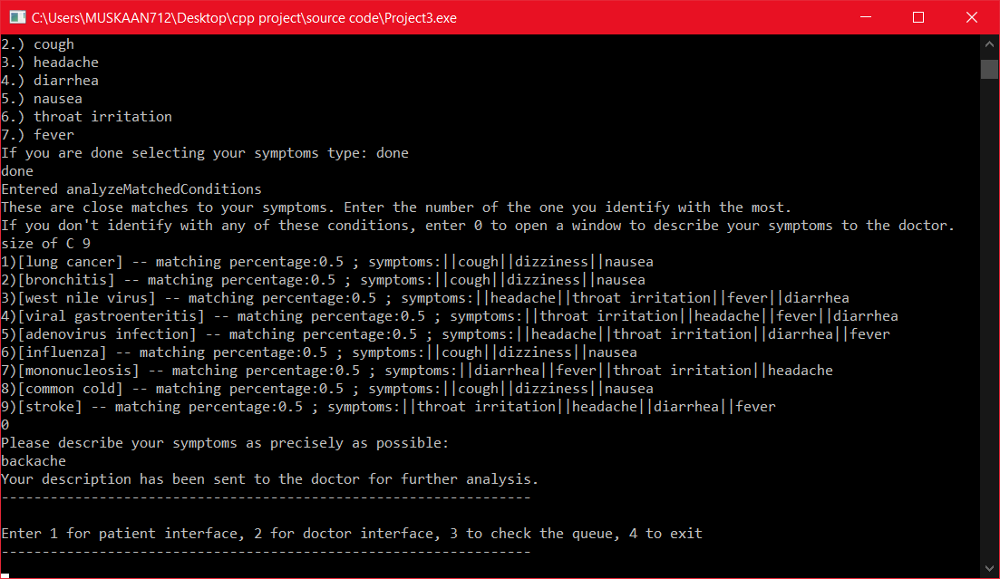 C:\Users\MUSKAAN712\Desktop\cpp project\source code\Project3.exe
2.) cough
3.) headache
4.) diarrhea
5.) nausea
6.) throat irritation
7.) fever
If you are done selecting your symptoms type: done
done
Entered analyzeMatchedConditions
These are close matches to your symptoms. Enter the number of the one you identify with the most.
If you don't identify with any of these conditions, enter 0 to open a window to describe your symptoms to the doctor.
size of C 9
1)[lung cancer] -- matching percentage:0.5 ; symptoms:||cough||dizziness||nausea
2)[bronchitis] -- matching percentage:0.5 ; symptoms:||cough||dizziness||nausea
3)[west nile virus] -- matching percentage:0.5 ; symptoms:||headache||throat irritation||fever||diarrhea
4)[viral gastroenteritis] -- matching percentage:0.5 ; symptoms:||throat irritation||headache||fever||diarrhea
5)[adenovirus infection] -- matching percentage:0.5 ; symptoms:||headache||throat irritation||diarrhea||fever
6)[influenza] -- matching percentage:0.5 ; symptoms:||cough||dizziness||nausea
7)[mononucleosis] -- matching percentage:0.5 ; symptoms:||diarrhea||fever||throat irritation||headache
8)[common cold] -- matching percentage:0.5 ; symptoms:||cough||dizziness||nausea
9)[stroke] -- matching percentage:0.5 ; symptoms:||throat irritation||headache||diarrhea||fever
0
Please describe your symptoms as precisely as possible:
backache
Your description has been sent to the doctor for further analysis.
-----------------------------------------------------------------
Enter 1 for patient interface, 2 for doctor interface, 3 to check the queue, 4 to exit
-----------------------------------------------------------------